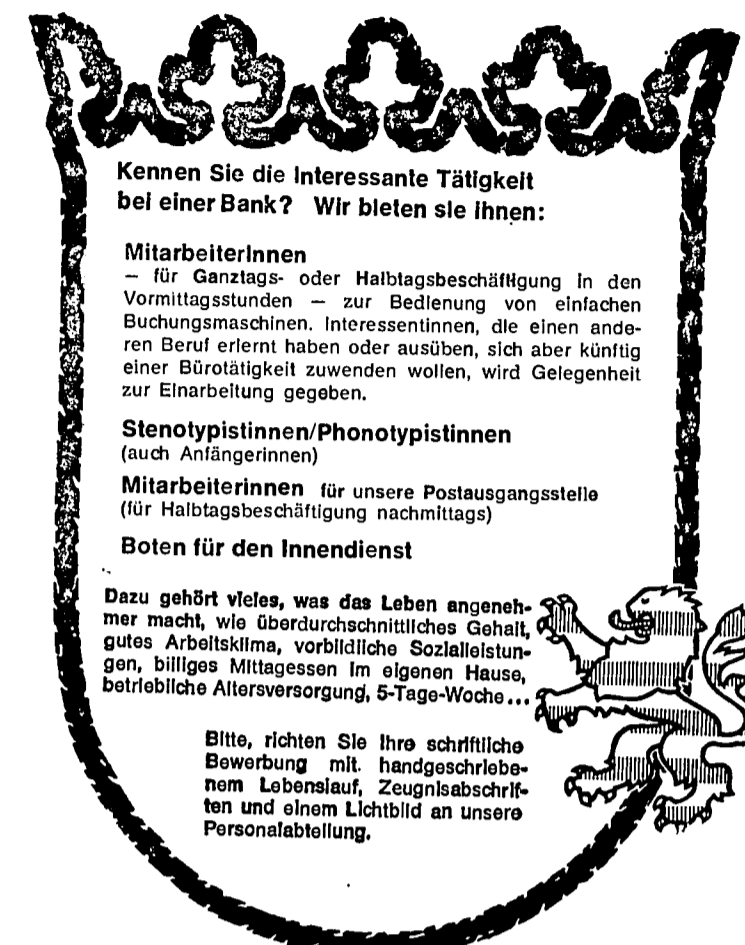 Kennen Sie die interessante Tätigkeit
bei einer Bank? Wir bieten sie Ihnen:
Mitarbeiterinnen
— für Ganztags- oder Halbtagsbeschäftigung in den
Vormittagsstunden — zur Bedienung von einfachen
Buchungsmaschinen. Interessentinnen, die einen ande-
ren Beruf erlernt haben oder ausüben, sich aber künftig
einer Bürotätigkeit zuwenden wollen, wird Gelegenheit
zur Einarbeitung gegeben.
Stenotypistinnen/Phonotypistinnen
(auch Anfängerinnen)
Mitarbeiterinnen für unsere Postausgangsstelle
(für Halbtagsbeschäftigung nachmittags)
Boten für den Innendienst
Dazu gehört vieles, was das Leben angeneh-
mer macht, wie überdurchschnittliches Gehalt,
gutes Arbeitsklima, vorbildliche Sozialleistun-
gen, billiges Mittagessen im eigenen Hause,
betriebliche Altersversorgung, 5-Tage-Woche...
Bitte, richten Sie Ihre schriftliche
Bewerbung mit. handgeschriebe-
nem Lebenslauf, Zeugnisabschrif-
ten und einem Lichtbild an unsere
Personalabteilung.